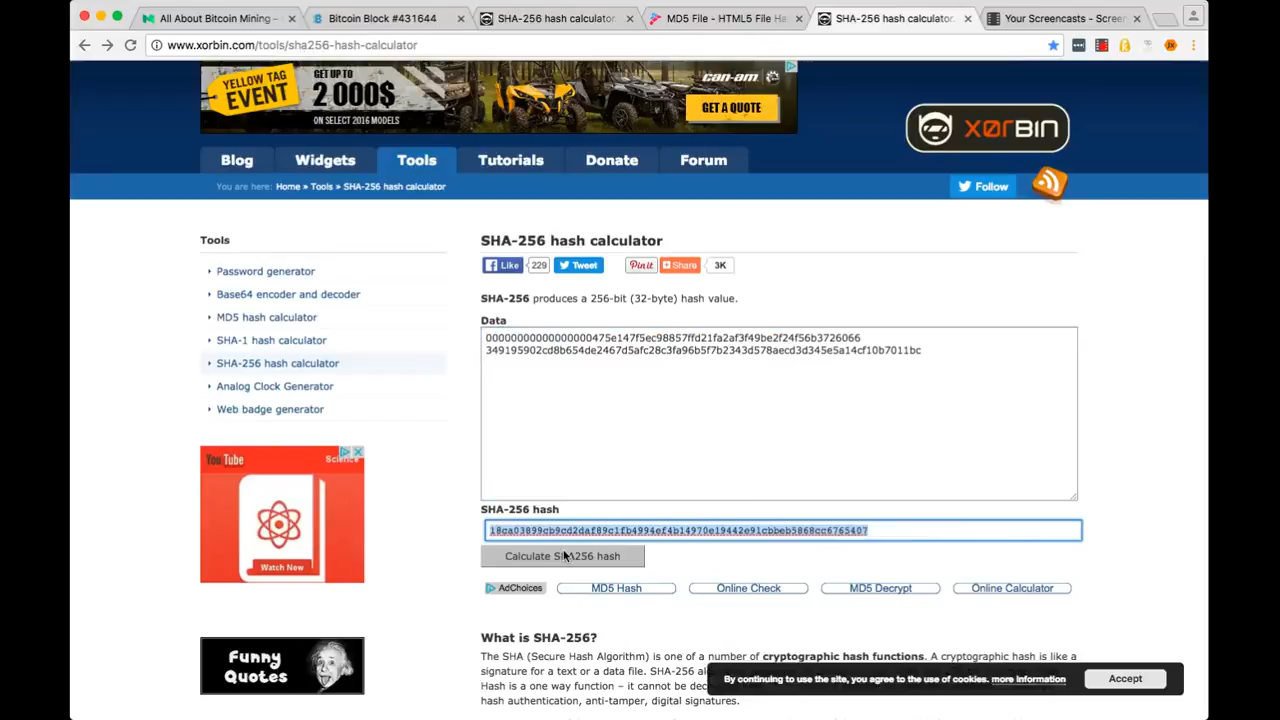 All About Bitcoin Mining –
Bitcoin Block #431644
SHA-256 hash calculator.
MD5 File - HTML5 File Ha
SHA-256 hash calculator.
Your Screencasts - Screen
www.xorbin.com/tools/sha256-hash-calculator
YELLOW TAG EVENT
GET UP TO
2 000$
ON SELECT 2016 MODELS
can-am
GET A QUOTE
xørbin
Blog
Widgets
Tools
Tutorials
Donate
Forum
You are here: Home » Tools » SHA-256 hash calculator
Follow
Tools
Password generator
Base64 encoder and decoder
MD5 hash calculator
SHA-1 hash calculator
SHA-256 hash calculator
Analog Clock Generator
Web badge generator
You Tube
Science
Watch Now
Funny
Quotes
SHA-256 hash calculator
Like 229 Tweet Pin it Share 3K
SHA-256 produces a 256-bit (32-byte) hash value.
Data
0000000000000000475e147f5ec98857ffd21fa2af3f49be2f24f56b3726066
349195902cd8b654de2467d5afc28c3fa96b5f7b2343d578aecd3d345e5a14cf10b7011bc
SHA-256 hash
18ca03899cb9cd2daf89c1fb4994ef4b14970e19442e91cbbeb5868cc6765407
Calculate SHA256 hash
AdChoices
MD5 Hash
Online Check
MD5 Decrypt
Online Calculator
What is SHA-256?
The SHA (Secure Hash Algorithm) is one of a number of cryptographic hash functions. A cryptographic hash is like a
signature for a text or a data file. SHA-256 al
Hash is a one way function – it cannot be dec
hash authentication, anti-tamper, digital signatures.
By continuing to use the site, you agree to the use of cookies. more information
Accept